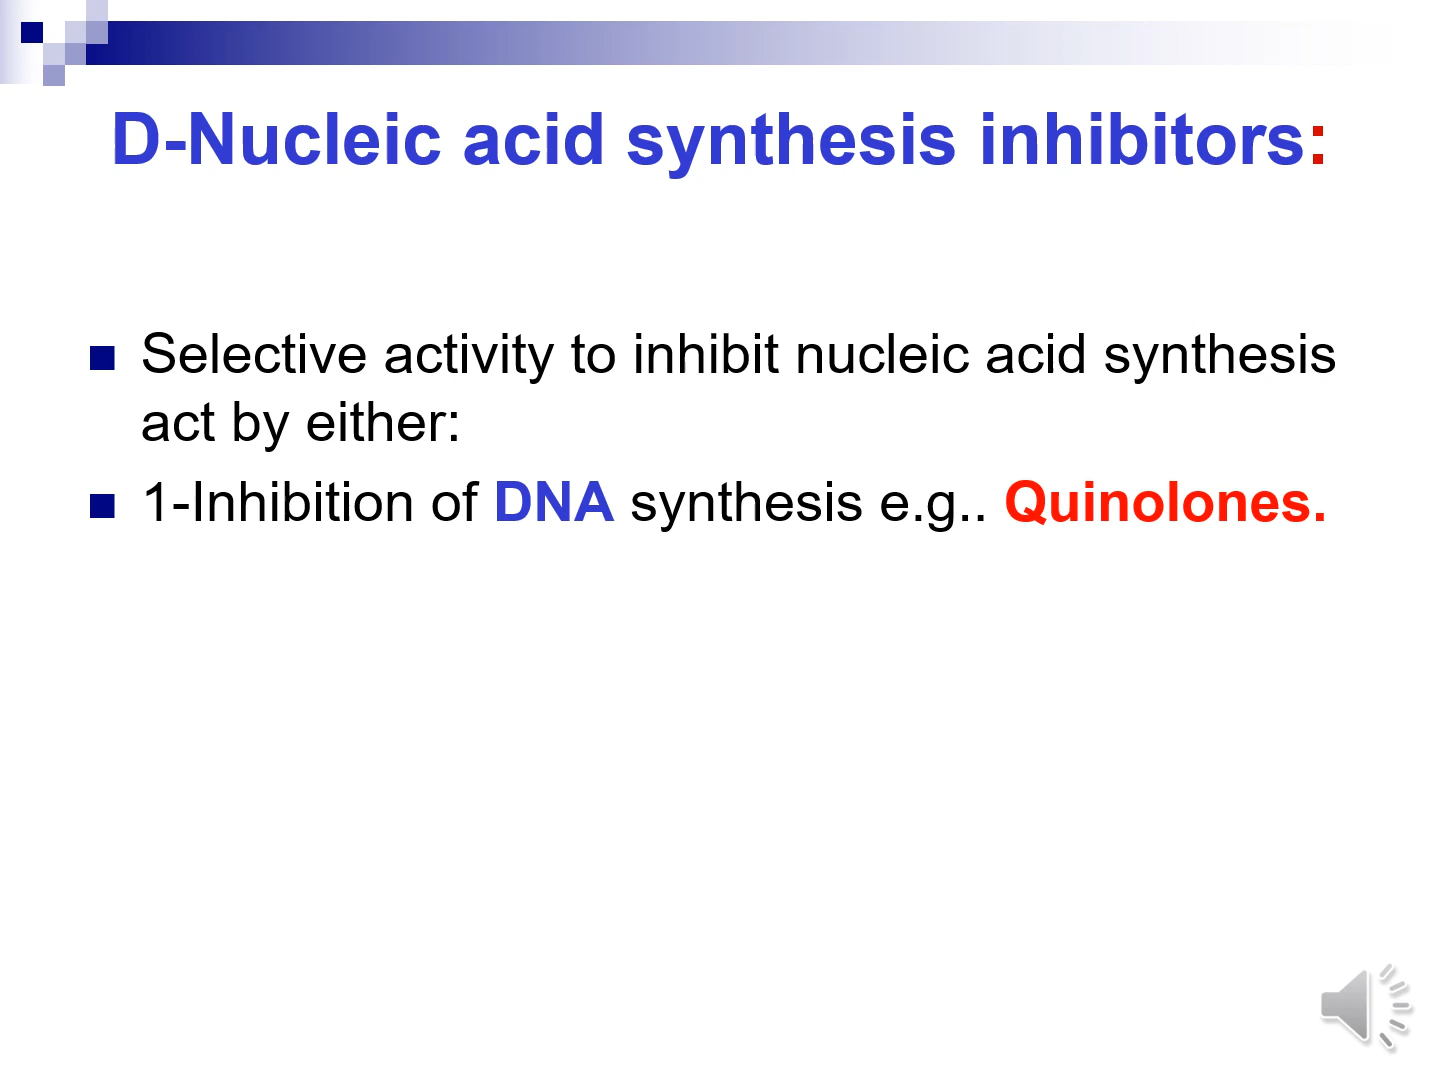 D-Nucleic acid synthesis inhibitors:
Selective activity to inhibit nucleic acid synthesis
act by either:
1-Inhibition of DNA synthesis e.g.. Quinolones.